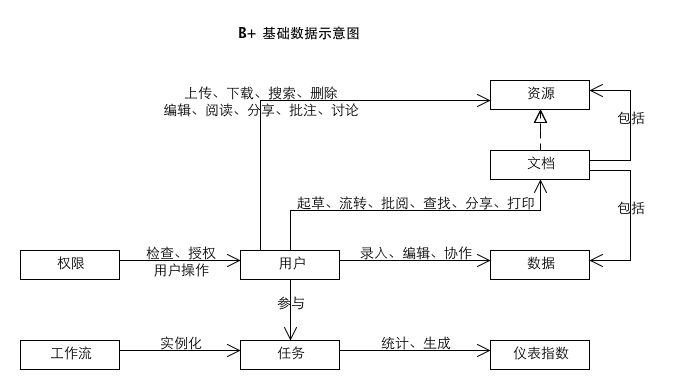 B+ 基础数据示意图
上传、下载、搜索、删除
编辑、阅读、分享、批注、讨论
资源
包括
文档
起草、流转、批阅、查找、分享、打印
包括
权限
检查、授权
用户操作
用户
录入、编辑、协作
数据
参与
工作流
实例化
任务
统计、生成
仪表指数